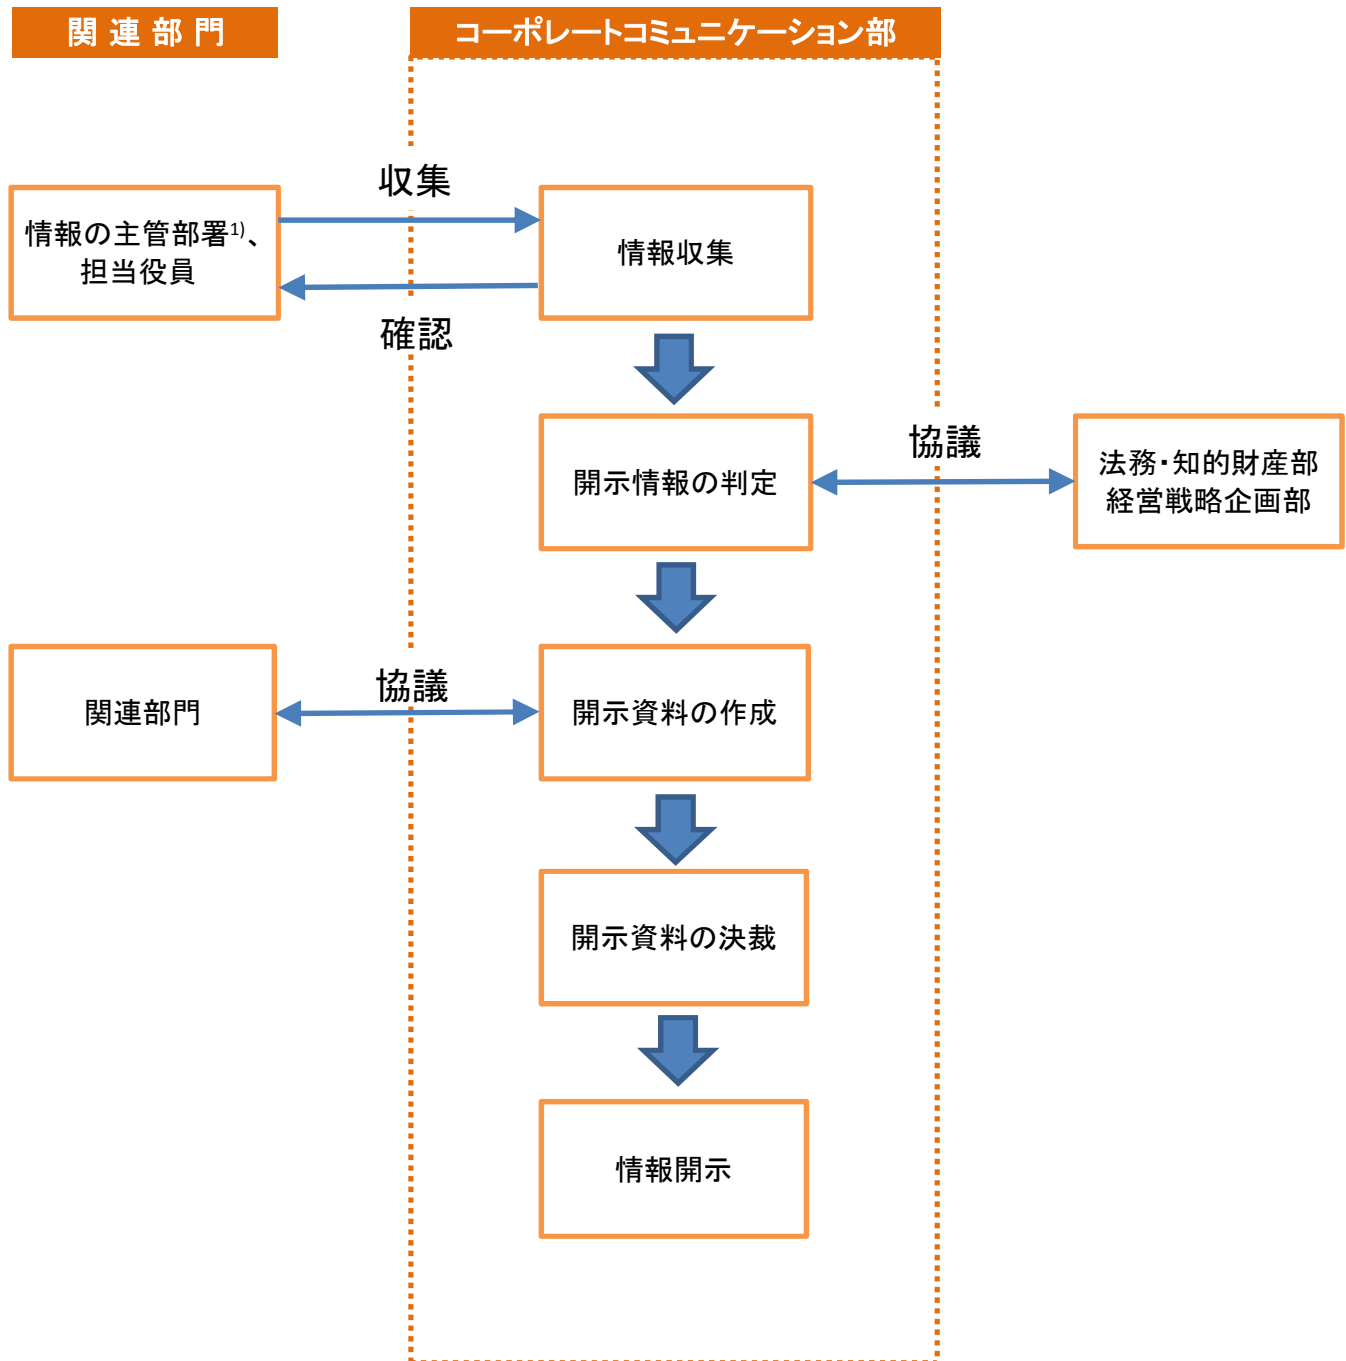 関連部門
コーポレートコミュニケーション部
収集
情報の主管部署1)、
担当役員
情報収集
確認
協議
開示情報の判定
法務・知的財産部
経営戦略企画部
協議
関連部門
開示資料の作成
開示資料の決裁
情報開示